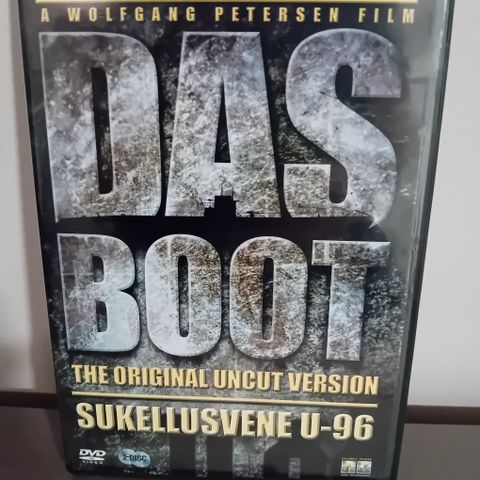 A WOLFGANG PETERSEN FILM
DAS
BOOT
THE ORIGINAL UNCUT VERSION
SUKELLUSVENE U-96
DVD
VIDEO
2-DISC